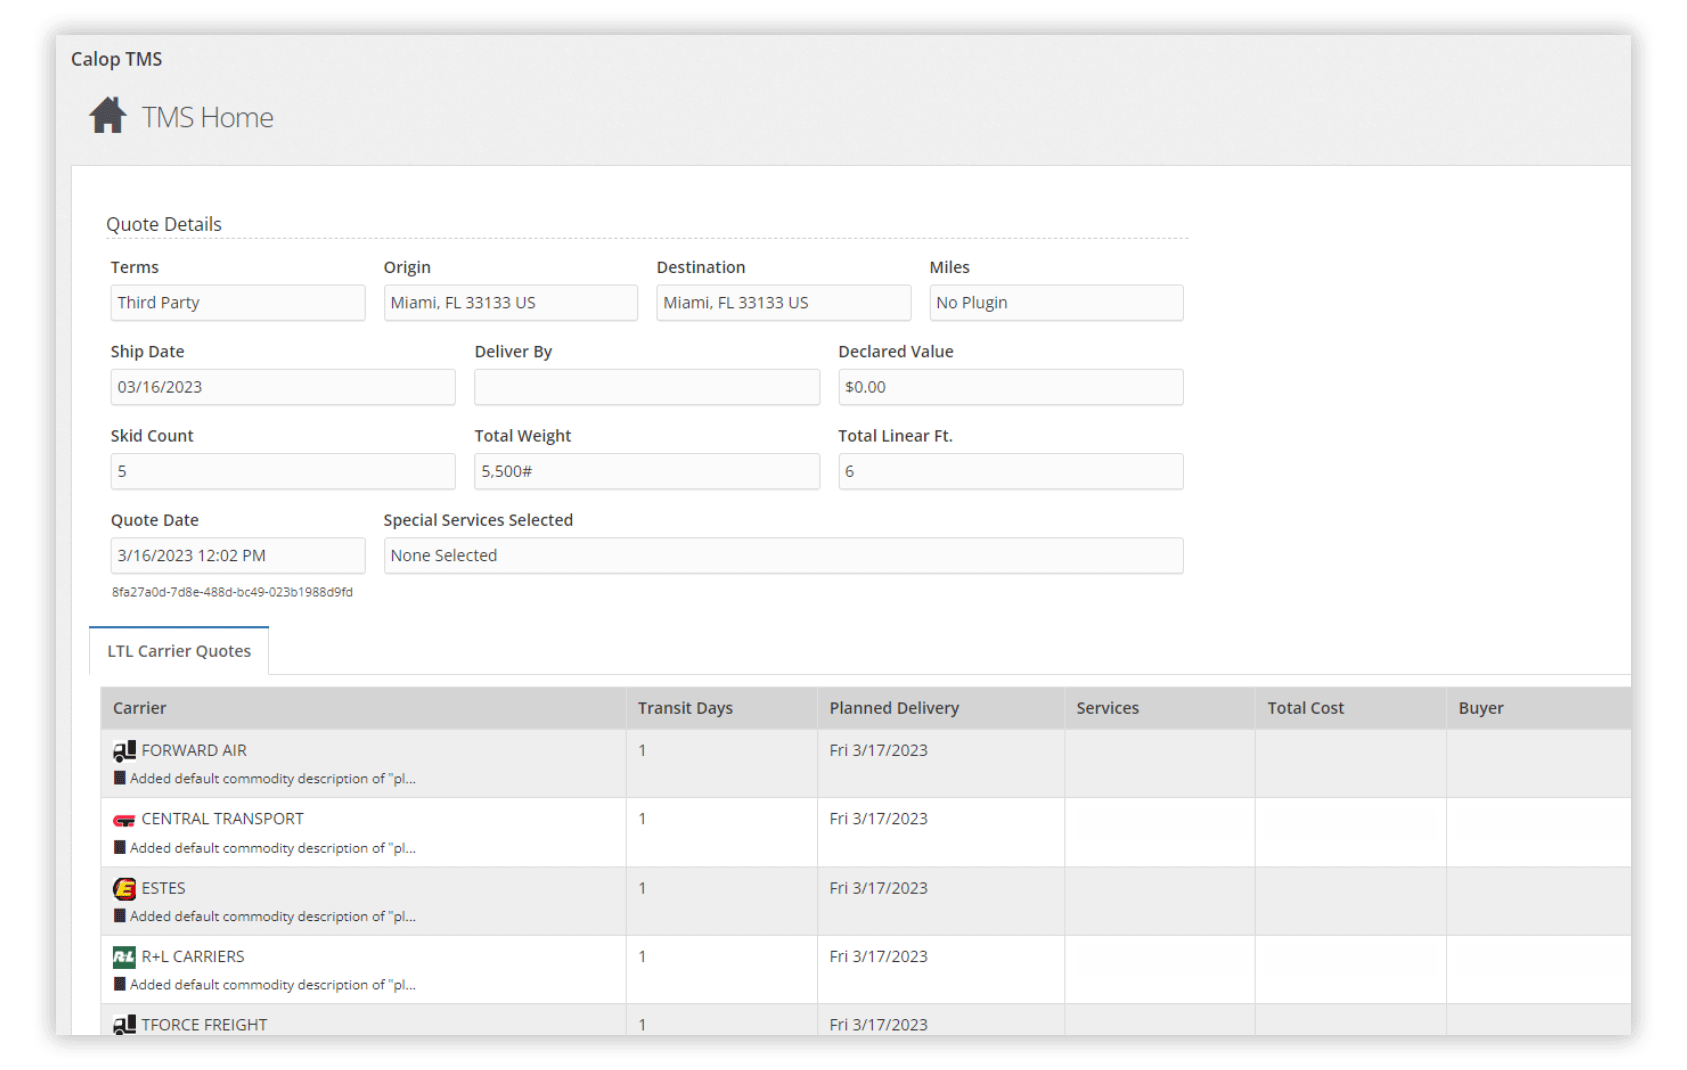 Calop TMS
TMS Home
Quote Details
Terms Origin Destination Miles
Third Party Miami, FL 33133 US Miami, FL 33133 US No Plugin
Ship Date Deliver By Declared Value
03/16/2023 $0.00
Skid Count Total Weight Total Linear Ft.
5 5,500# 6
Quote Date Special Services Selected
3/16/2023 12:02 PM None Selected
8fa27a0d-7d8e-488d-bc49-023b1988d9fd
LTL Carrier Quotes
Carrier Transit Days Planned Delivery Services Total Cost Buyer
FORWARD AIR 1 Fri 3/17/2023
Added default commodity description of "pl...
CENTRAL TRANSPORT 1 Fri 3/17/2023
Added default commodity description of "pl...
E ESTES 1 Fri 3/17/2023
Added default commodity description of "pl...
R+L R+L CARRIERS 1 Fri 3/17/2023
Added default commodity description of "pl...
TFORCE FREIGHT 1 Fri 3/17/2023